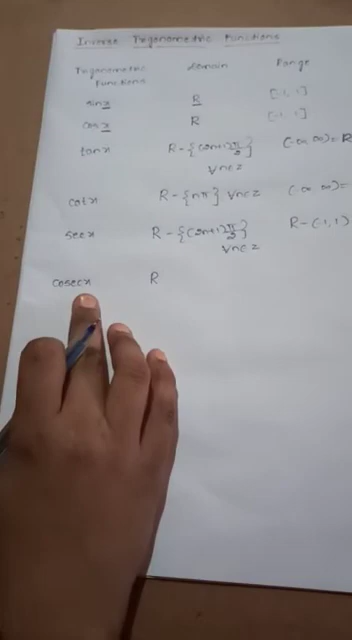 Inverse Trigonometric Functions
Trigonometric Functions Domain Range
sinx R [-1, 1]
cosx R [-1, 1]
tanx R - {(2n+1)π/2} (-∞, ∞) = R
∀n∈Z
cotx R - {nπ} ∀n∈Z (-∞, ∞) =
secx R - {(2n+1)π/2} R - (-1, 1)
∀n∈Z
cosecx R